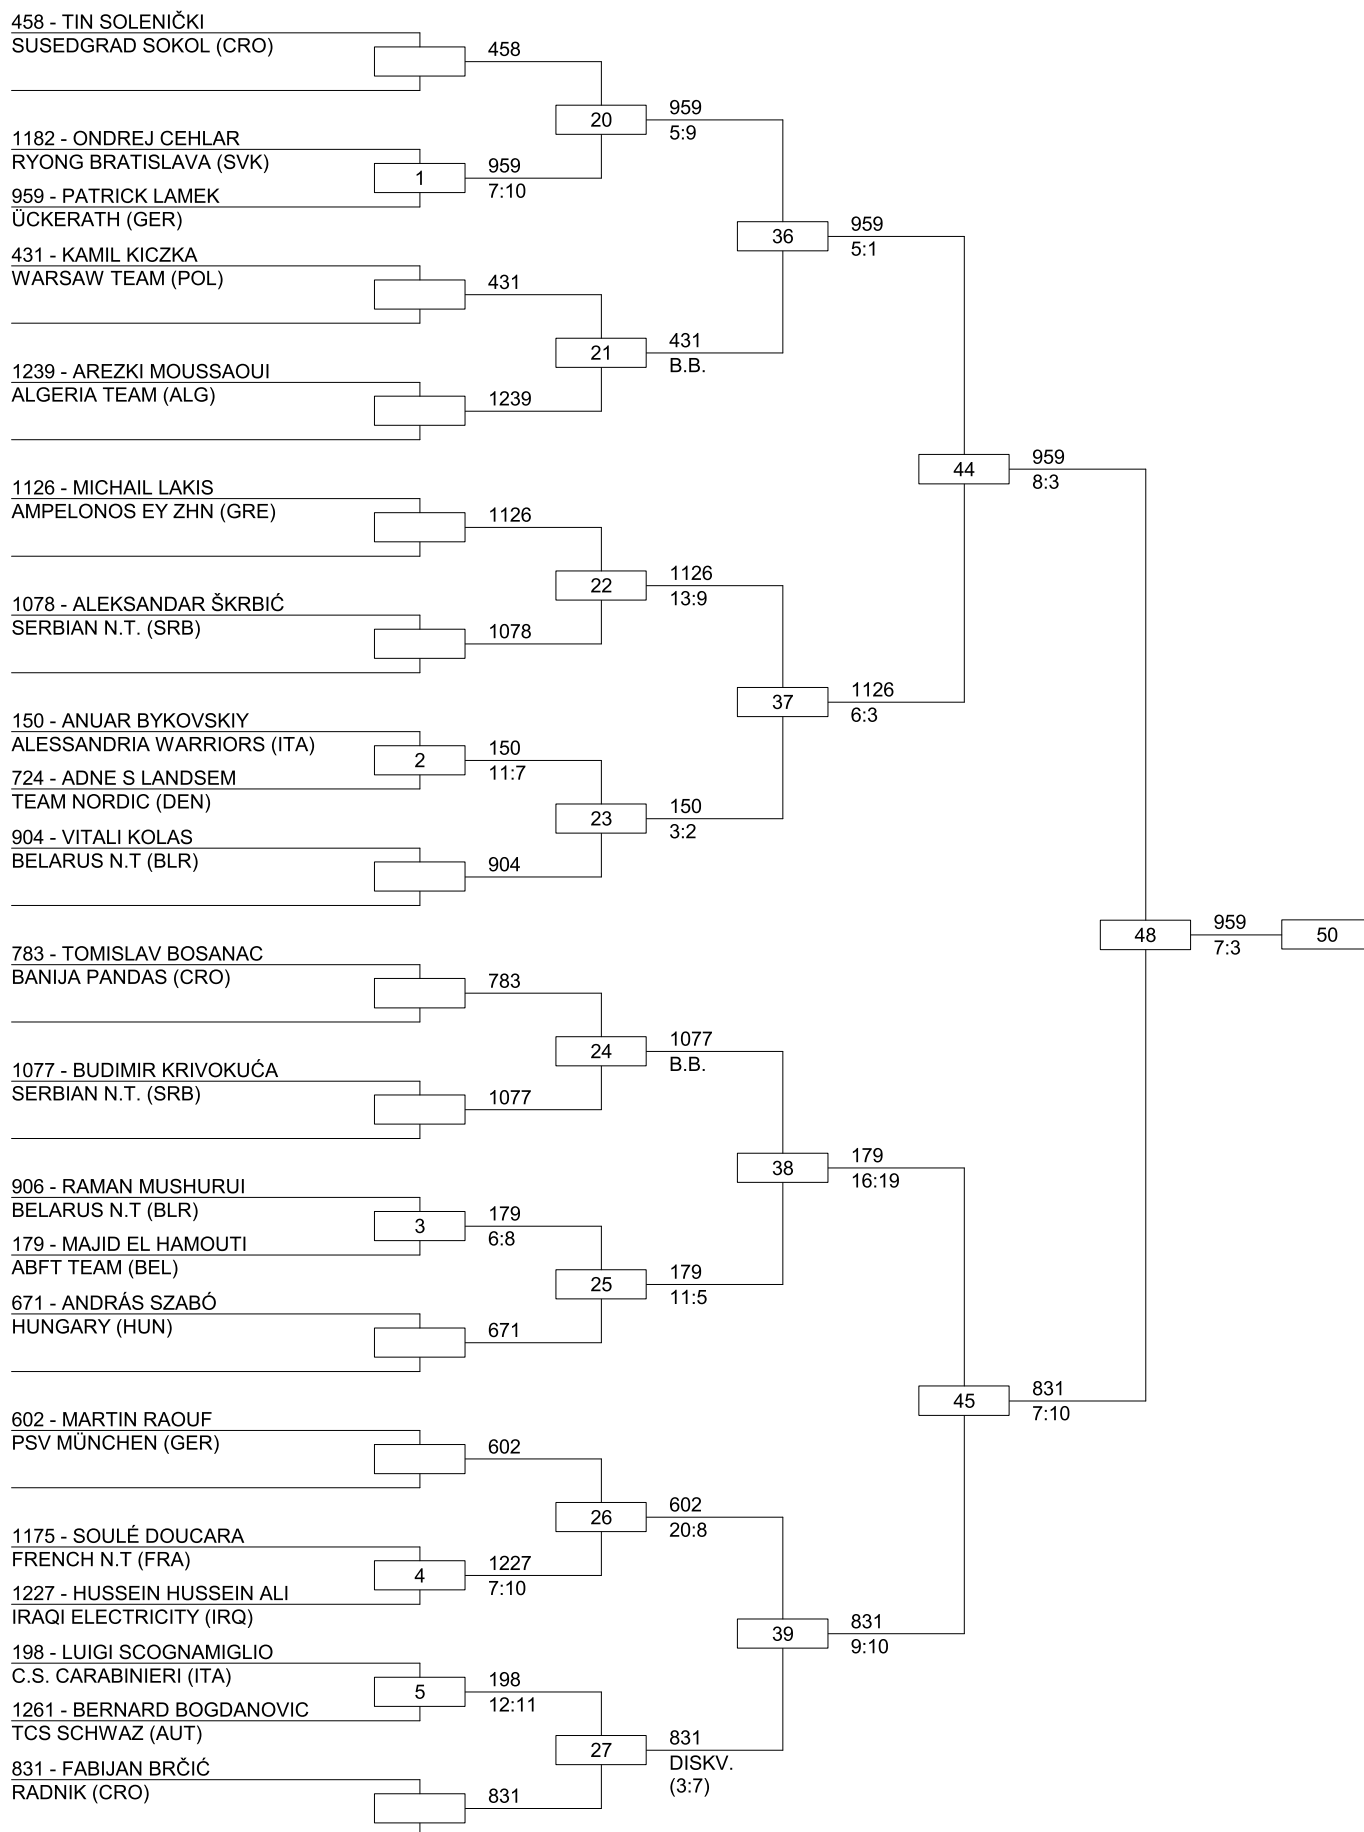 458 - TIN SOLENIČKI
SUSEDGRAD SOKOL (CRO)
458
20
959
5:9
1182 - ONDREJ CEHLAR
RYONG BRATISLAVA (SVK)
1
959
7:10
959 - PATRICK LAMEK
ÜCKERATH (GER)
36
959
5:1
431 - KAMIL KICZKA
WARSAW TEAM (POL)
431
21
431
B.B.
1239 - AREZKI MOUSSAOUI
ALGERIA TEAM (ALG)
1239
44
959
8:3
1126 - MICHAIL LAKIS
AMPELONOS EY ZHN (GRE)
1126
22
1126
13:9
1078 - ALEKSANDAR ŠKRBIĆ
SERBIAN N.T. (SRB)
1078
37
1126
6:3
150 - ANUAR BYKOVSKIY
ALESSANDRIA WARRIORS (ITA)
2
150
11:7
724 - ADNE S LANDSEM
TEAM NORDIC (DEN)
23
150
3:2
904 - VITALI KOLAS
BELARUS N.T (BLR)
904
48
959
7:3
50
783 - TOMISLAV BOSANAC
BANIJA PANDAS (CRO)
783
24
1077
B.B.
1077 - BUDIMIR KRIVOKUĆA
SERBIAN N.T. (SRB)
1077
38
179
16:19
906 - RAMAN MUSHURUI
BELARUS N.T (BLR)
3
179
6:8
179 - MAJID EL HAMOUTI
ABFT TEAM (BEL)
25
179
11:5
671 - ANDRÁS SZABÓ
HUNGARY (HUN)
671
45
831
7:10
602 - MARTIN RAOUF
PSV MÜNCHEN (GER)
602
26
602
20:8
1175 - SOULÉ DOUCARA
FRENCH N.T (FRA)
4
1227
7:10
1227 - HUSSEIN HUSSEIN ALI
IRAQI ELECTRICITY (IRQ)
39
831
9:10
198 - LUIGI SCOGNAMIGLIO
C.S. CARABINIERI (ITA)
5
198
12:11
1261 - BERNARD BOGDANOVIC
TCS SCHWAZ (AUT)
27
831
DISKV.
(3:7)
831 - FABIJAN BRČIĆ
RADNIK (CRO)
831